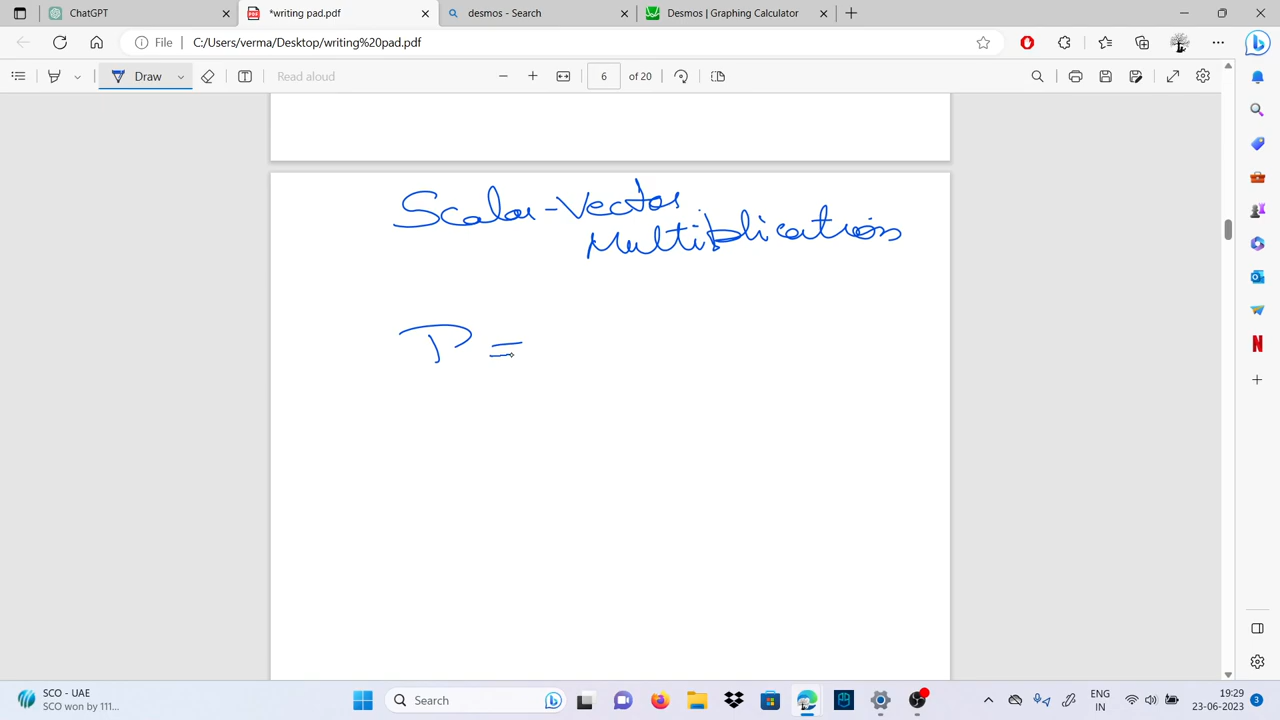 ChatGPT
*writing pad.pdf
desmos - Search
Desmos | Graphing Calculator
File
C:/Users/verma/Desktop/writing%20pad.pdf
Draw
Read aloud
6
of 20
Scalar-Vector
Multiplication
P =
SCO - UAE
SCO won by 111...
Search
ENG
IN
19:29
23-06-2023
3